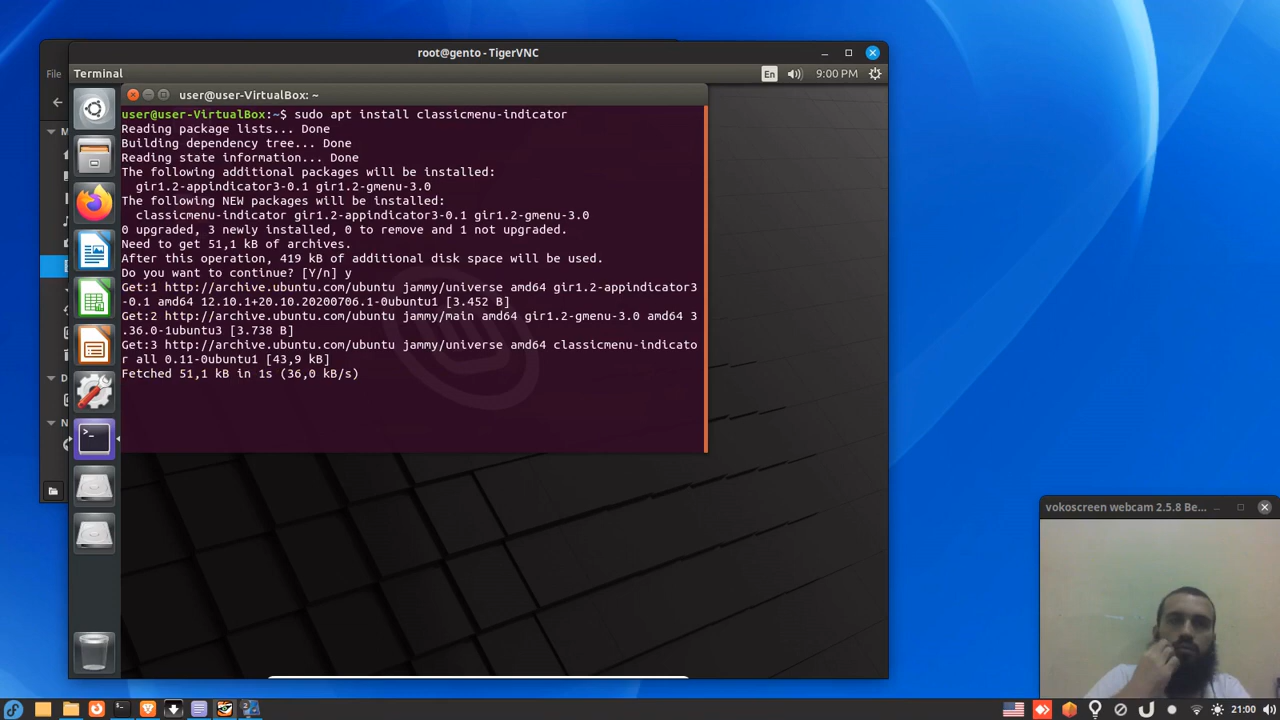 root@gento - TigerVNC
File
Terminal
En
9:00 PM
user@user-VirtualBox: ~
user@user-VirtualBox:~$ sudo apt install classicmenu-indicator
Reading package lists... Done
Building dependency tree... Done
Reading state information... Done
The following additional packages will be installed:
gir1.2-appindicator3-0.1 gir1.2-gmenu-3.0
The following NEW packages will be installed:
classicmenu-indicator gir1.2-appindicator3-0.1 gir1.2-gmenu-3.0
0 upgraded, 3 newly installed, 0 to remove and 1 not upgraded.
Need to get 51,1 kB of archives.
After this operation, 419 kB of additional disk space will be used.
Do you want to continue? [Y/n] y
Get:1 http://archive.ubuntu.com/ubuntu jammy/universe amd64 gir1.2-appindicator3
-0.1 amd64 12.10.1+20.10.20200706.1-0ubuntu1 [3.452 B]
Get:2 http://archive.ubuntu.com/ubuntu jammy/main amd64 gir1.2-gmenu-3.0 amd64 3
.36.0-1ubuntu3 [3.738 B]
Get:3 http://archive.ubuntu.com/ubuntu jammy/universe amd64 classicmenu-indicato
r all 0.11-0ubuntu1 [43,9 kB]
Fetched 51,1 kB in 1s (36,0 kB/s)
vokoscreen webcam 2.5.8 Be...
21:00